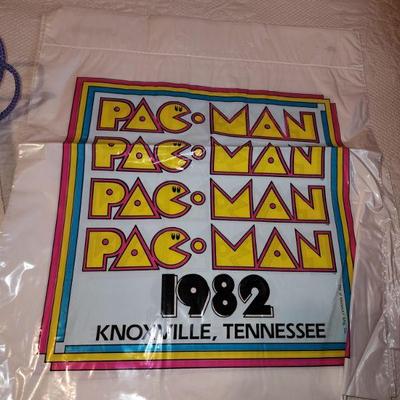 PAC-MAN
PAC-MAN
PAC-MAN
PAC-MAN
1982
KNOXVILLE, TENNESSEE